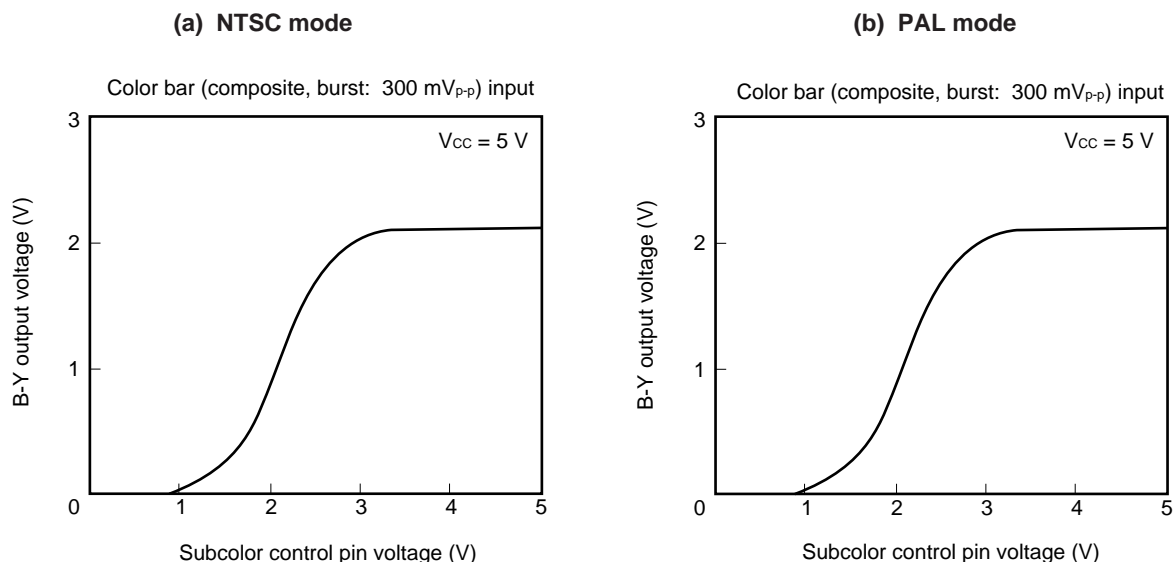 (a) NTSC mode
Color bar (composite, burst: 300 mVp-p) input
VCC = 5 V
3
2
1
0
B-Y output voltage (V)
1 2 3 4 5
Subcolor control pin voltage (V)
(b) PAL mode
Color bar (composite, burst: 300 mVp-p) input
VCC = 5 V
3
2
1
0
B-Y output voltage (V)
1 2 3 4 5
Subcolor control pin voltage (V)